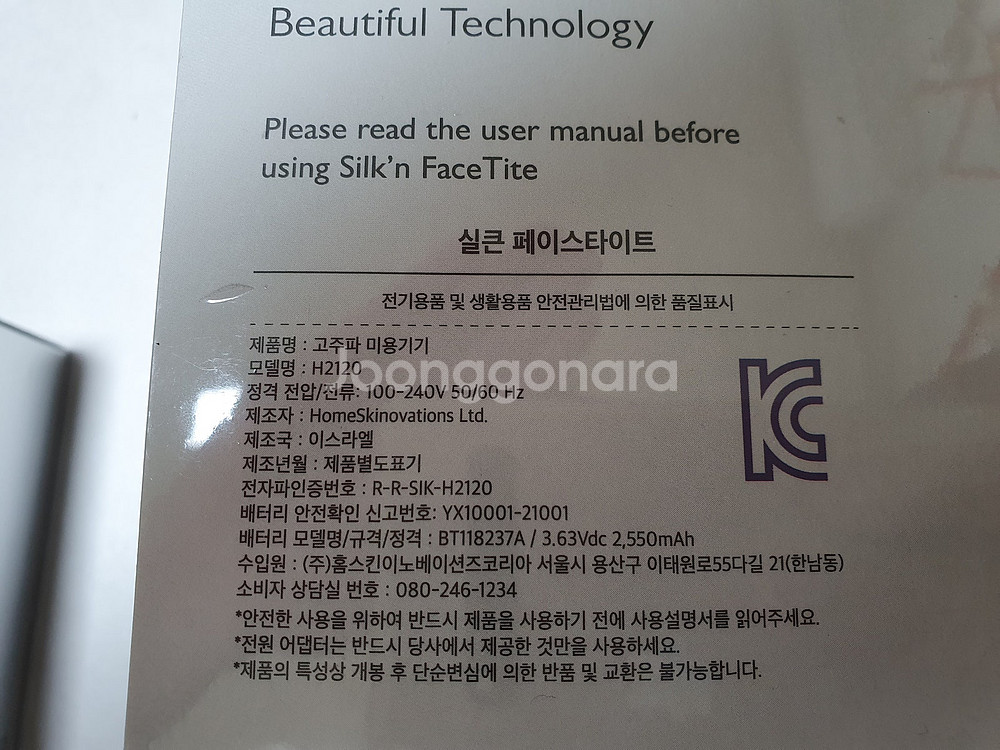 Beautiful Technology
Please read the user manual before
using Silk'n FaceTite
실큰 페이스타이트
전기용품 및 생활용품 안전관리법에 의한 품질표시
제품명 : 고주파 미용기기
모델명 : H2120
정격 전압/전류: 100-240V 50/60 Hz
제조자 : HomeSkinovations Ltd.
제조국 : 이스라엘
제조년월 : 제품별도표기
전자파인증번호 : R-R-SIK-H2120
배터리 안전확인 신고번호: YX10001-21001
배터리 모델명/규격/정격 : BT118237A / 3.63Vdc 2,550mAh
수입원 : (주)홈스킨이노베이션즈코리아 서울시 용산구 이태원로55다길 21(한남동)
소비자 상담실 번호 : 080-246-1234
*안전한 사용을 위하여 반드시 제품을 사용하기 전에 사용설명서를 읽어주세요.
*전원 어댑터는 반드시 당사에서 제공한 것만을 사용하세요.
*제품의 특성상 개봉 후 단순변심에 의한 반품 및 교환은 불가능합니다.
KC
joonggonara